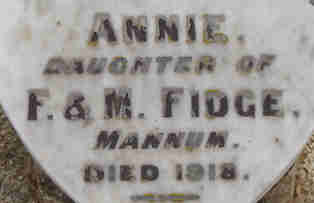 ANNIE.
DAUGHTER OF
F. & M. FIDGE.
MANNUM.
DIED 1918.